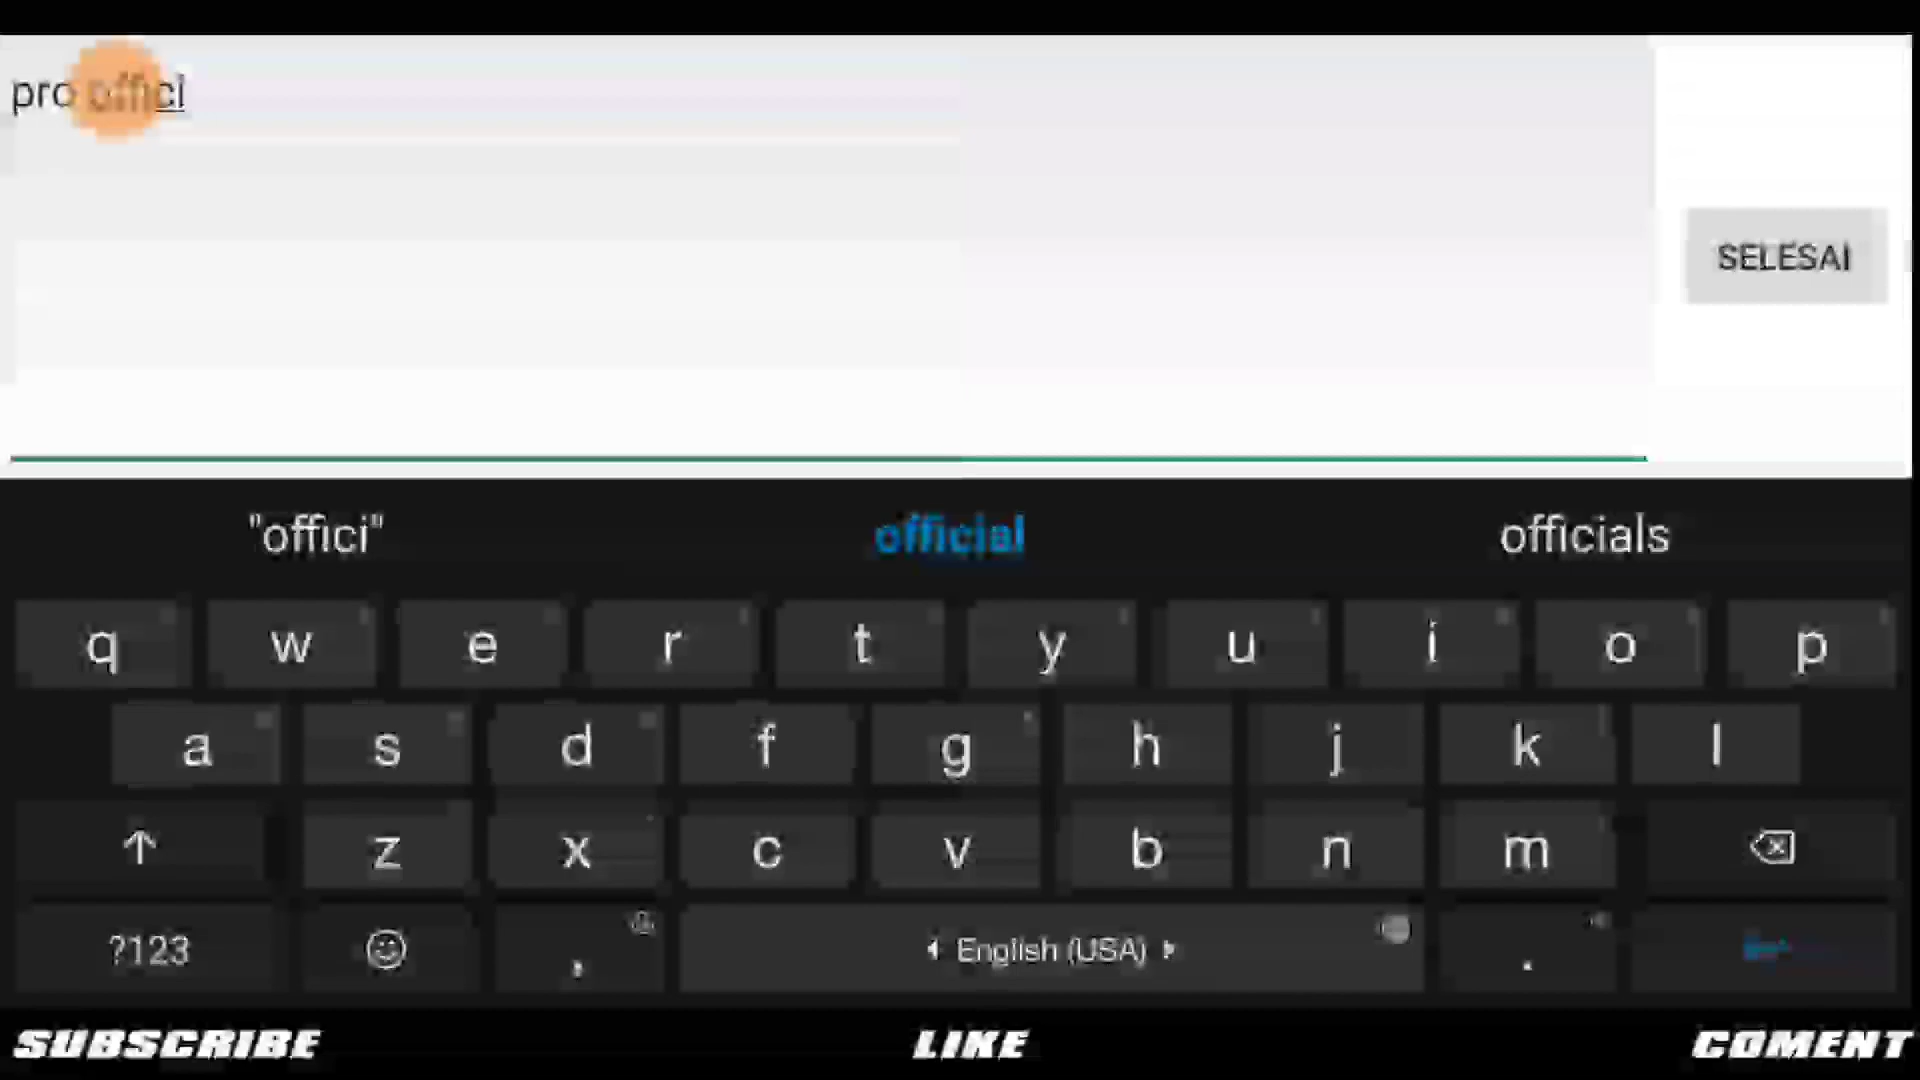 pro offici
SELESAI
"offici" official officials
q w e r t y u i o p
a s d f g h j k l
z x c v b n m
?123 , English (USA) .
SUBSCRIBE LIKE COMENT